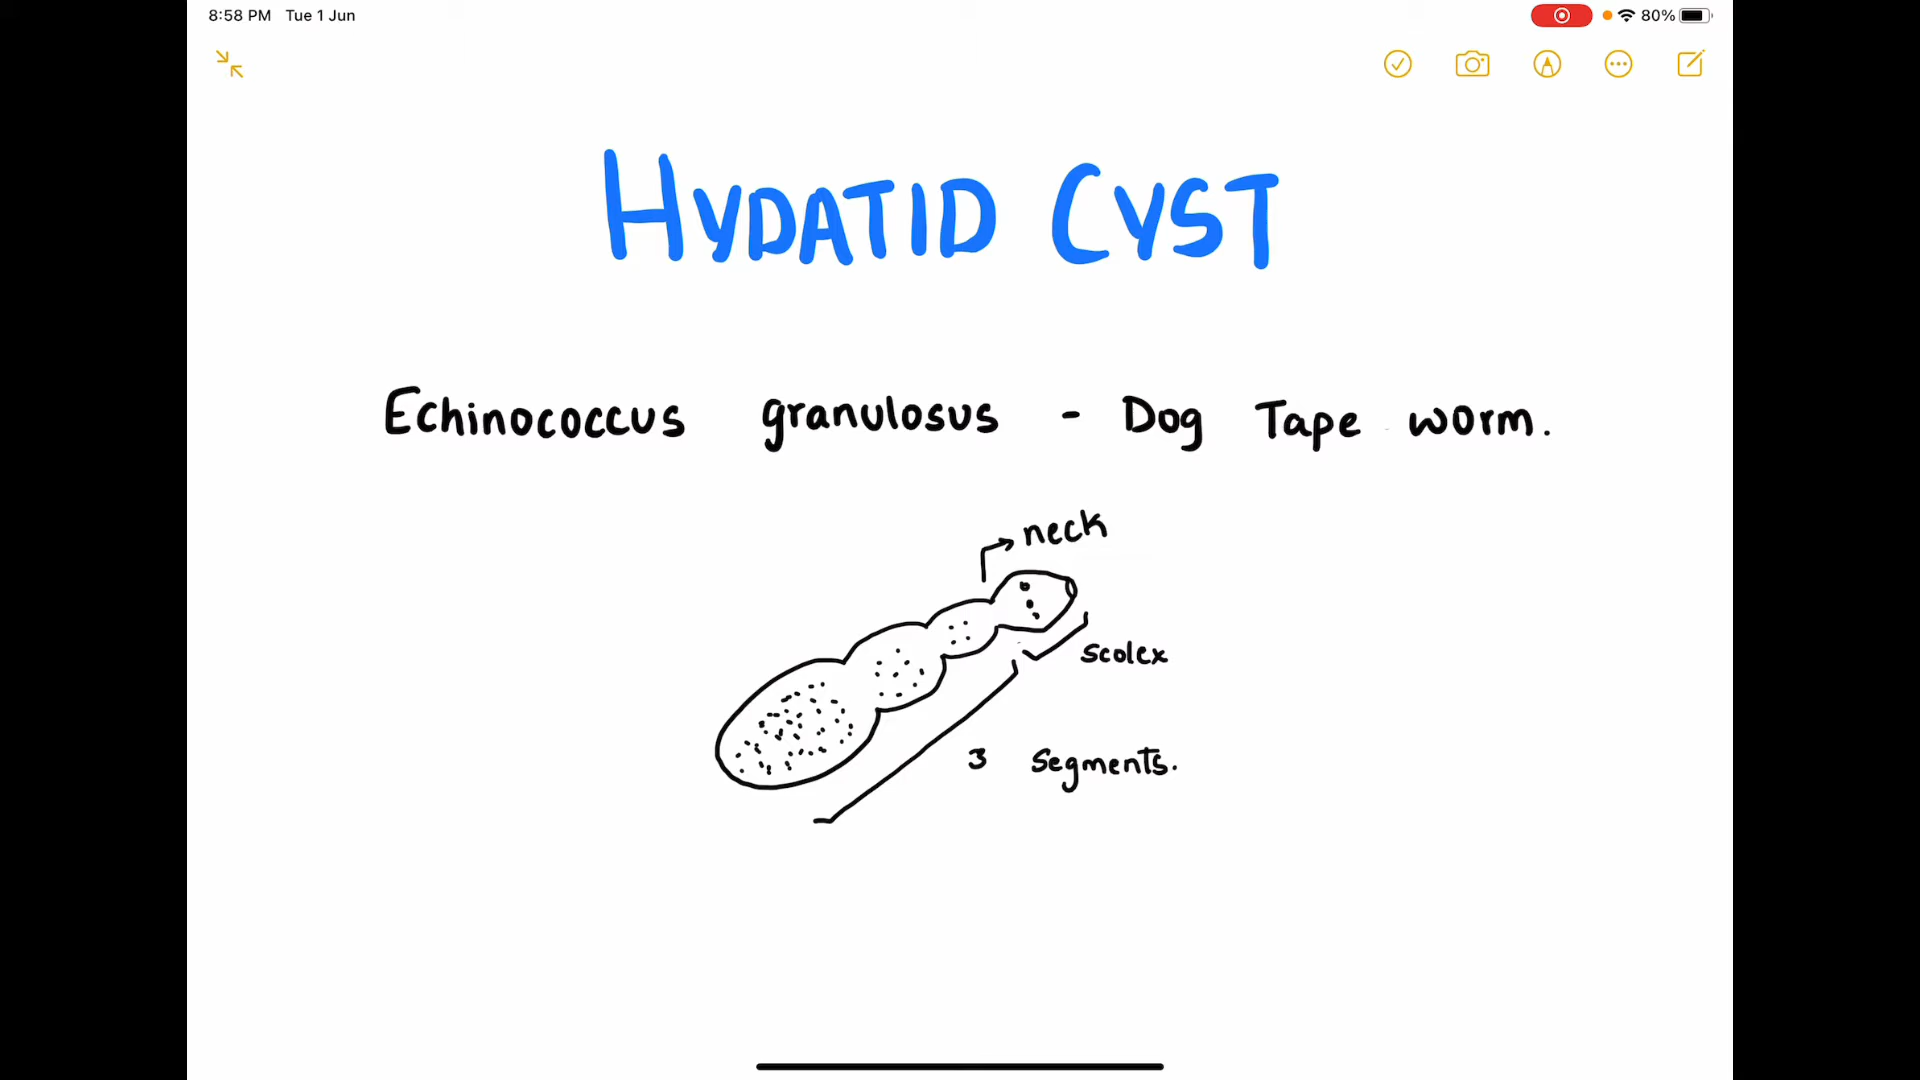 8:58 PM Tue 1 Jun 80%
HYDATID CYST
Echinococcus granulosus - Dog Tape worm.
neck
scolex
3 segments.